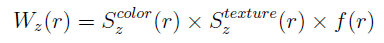 W_z(r) = S_z^{color}(r) × S_z^{texture}(r) × f(r)